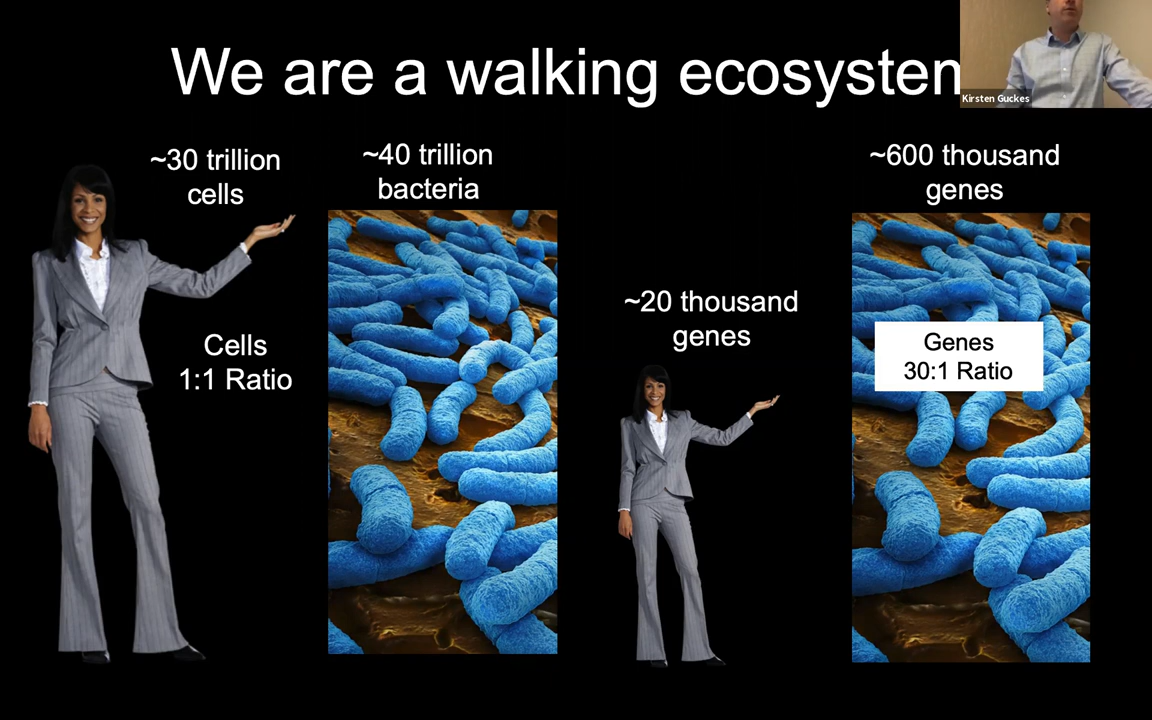 We are a walking ecosystem
Kirsten Guckes
~30 trillion
cells
~40 trillion
bacteria
~600 thousand
genes
~20 thousand
genes
Cells
1:1 Ratio
Genes
30:1 Ratio